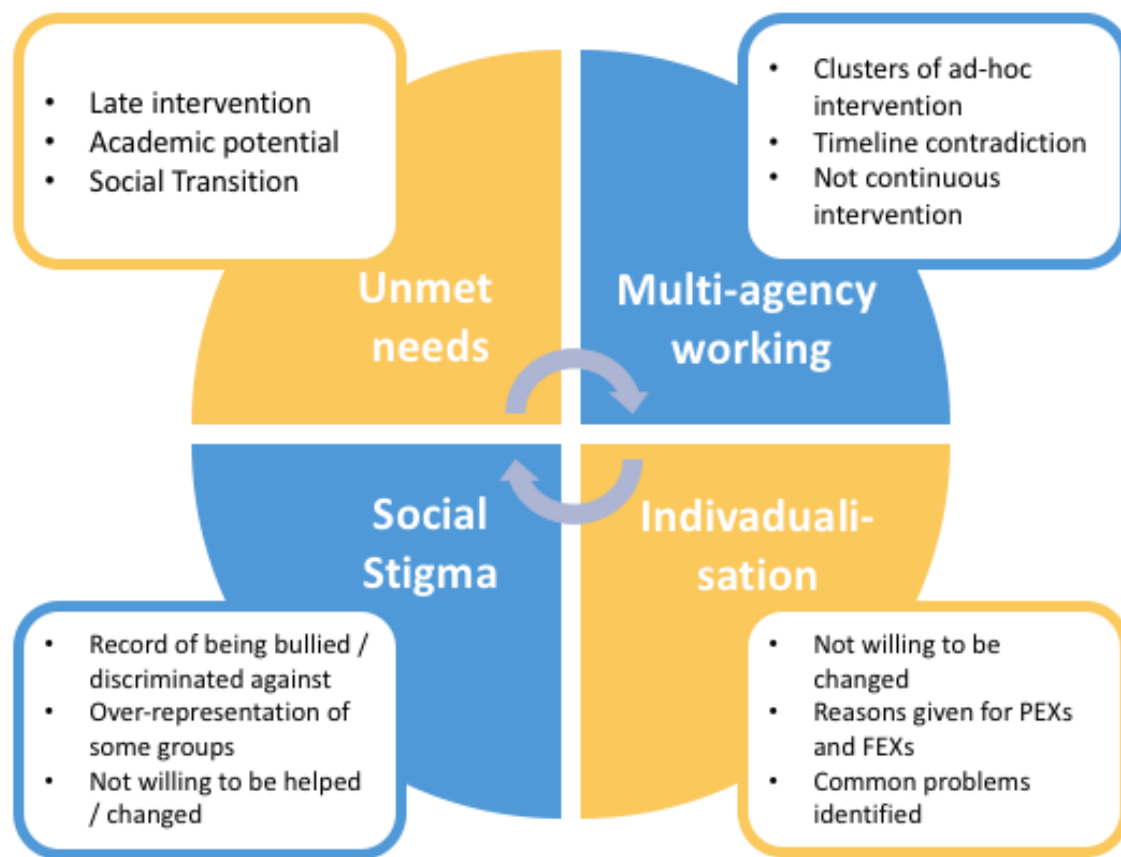 • Late intervention
• Academic potential
• Social Transition
Unmet
needs
• Clusters of ad-hoc
intervention
• Timeline contradiction
• Not continuous
intervention
Multi-agency
working
Social
Stigma
• Record of being bullied /
discriminated against
• Over-representation of
some groups
• Not willing to be helped
/ changed
Indivaduali-
sation
• Not willing to be
changed
• Reasons given for PEXs
and FEXs
• Common problems
identified